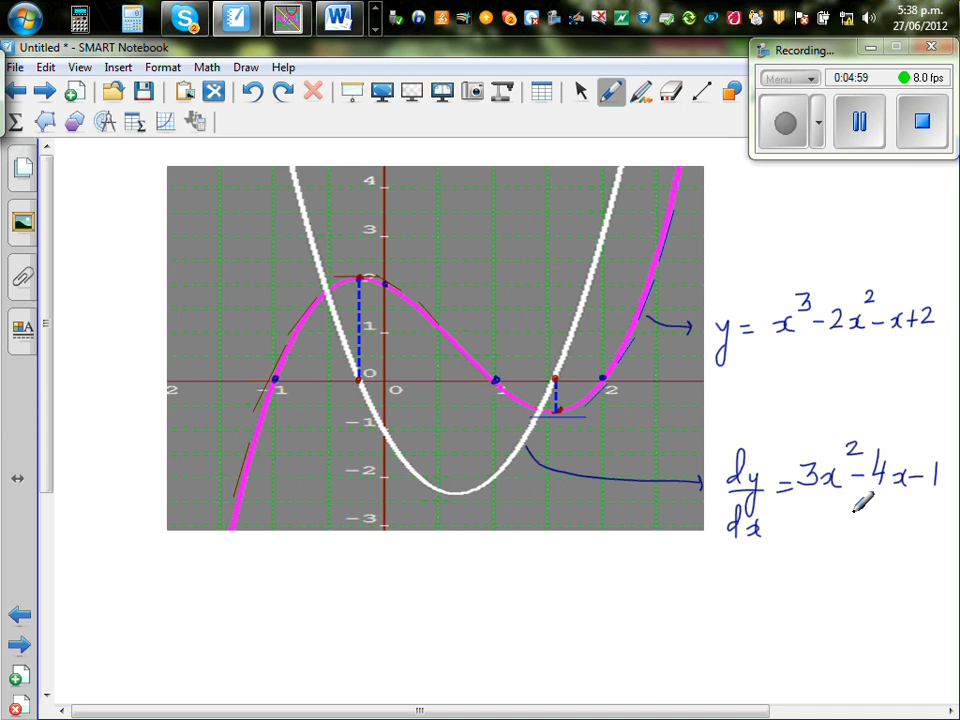 5:38 p.m.
27/06/2012
Untitled * - SMART Notebook
File Edit View Insert Format Math Draw Help
Recording...
Menu
0:04:59
8.0 fps
4
3
2
1
0
2 -1 0 1 2
-1
-2
-3
y = x³ - 2x² - x + 2
dy/dx = 3x² - 4x - 1